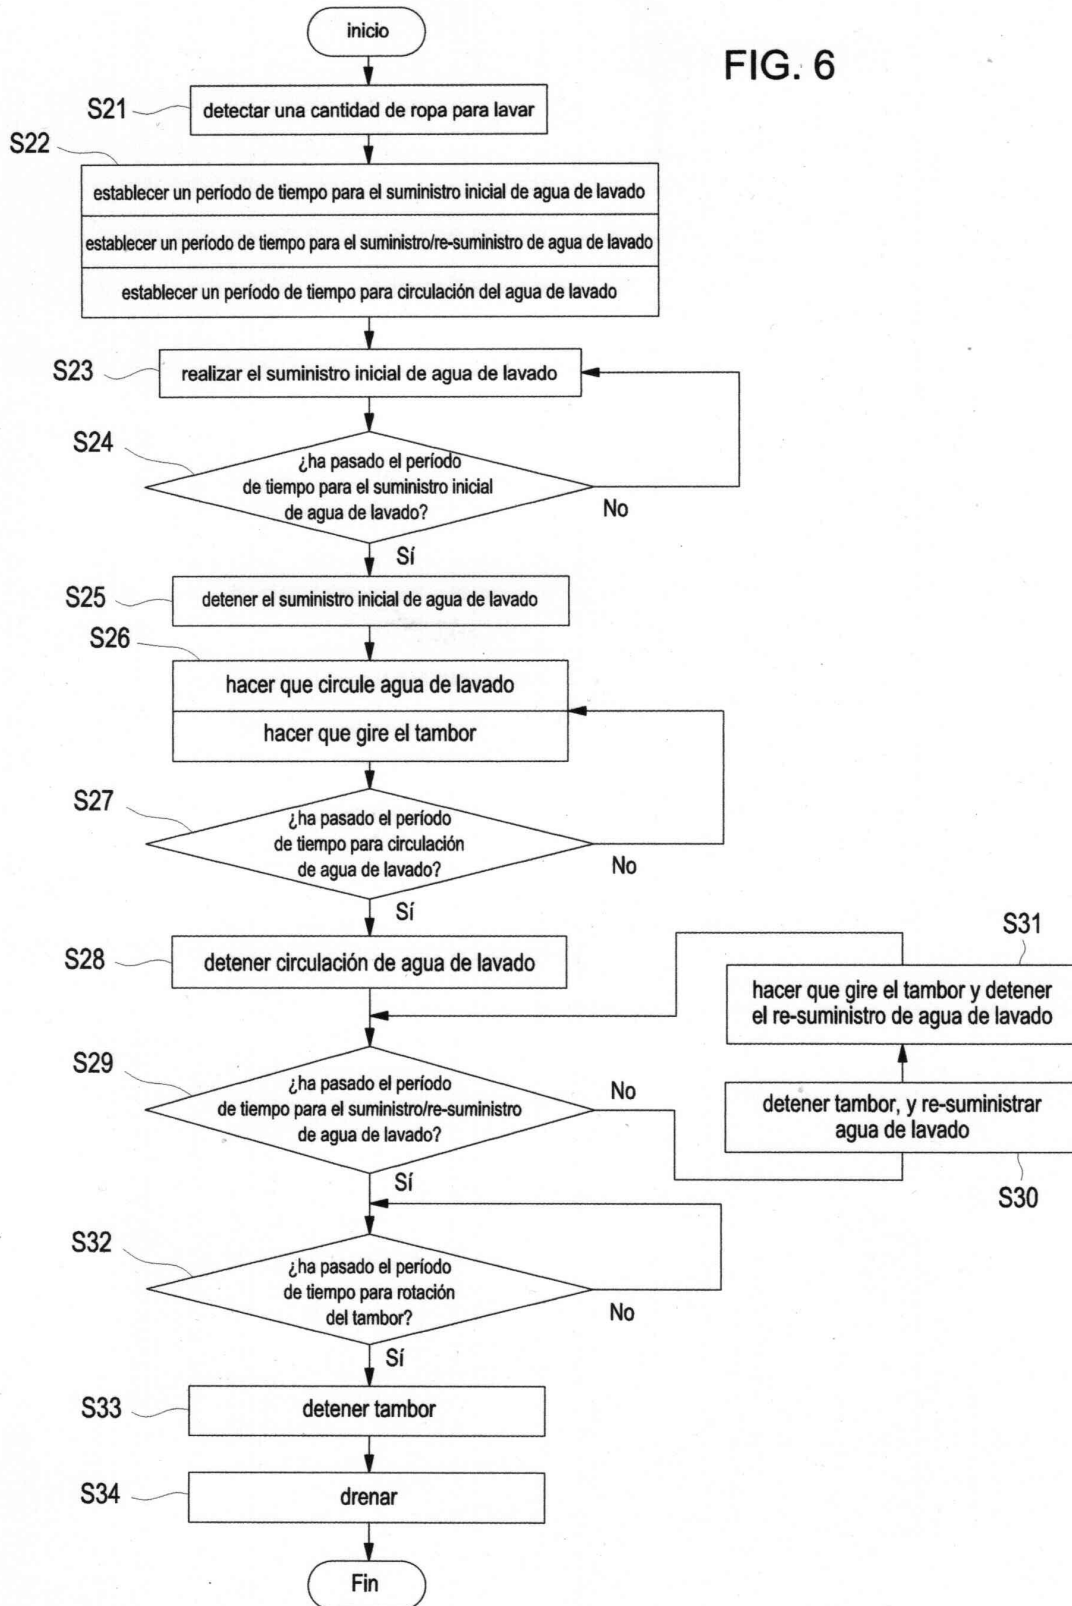 inicio
FIG. 6
S21
detectar una cantidad de ropa para lavar
S22
establecer un período de tiempo para el suministro inicial de agua de lavado
establecer un período de tiempo para el suministro/re-suministro de agua de lavado
establecer un período de tiempo para circulación del agua de lavado
S23
realizar el suministro inicial de agua de lavado
S24
¿ha pasado el período
de tiempo para el suministro inicial
de agua de lavado?
No
Sí
S25
detener el suministro inicial de agua de lavado
S26
hacer que circule agua de lavado
hacer que gire el tambor
S27
¿ha pasado el período
de tiempo para circulación
de agua de lavado?
No
Sí
S28
detener circulación de agua de lavado
S31
hacer que gire el tambor y detener
el re-suministro de agua de lavado
S29
¿ha pasado el período
de tiempo para el suministro/re-suministro
de agua de lavado?
No
Sí
detener tambor, y re-suministrar
agua de lavado
S30
S32
¿ha pasado el período
de tiempo para rotación
del tambor?
No
Sí
S33
detener tambor
S34
drenar
Fin